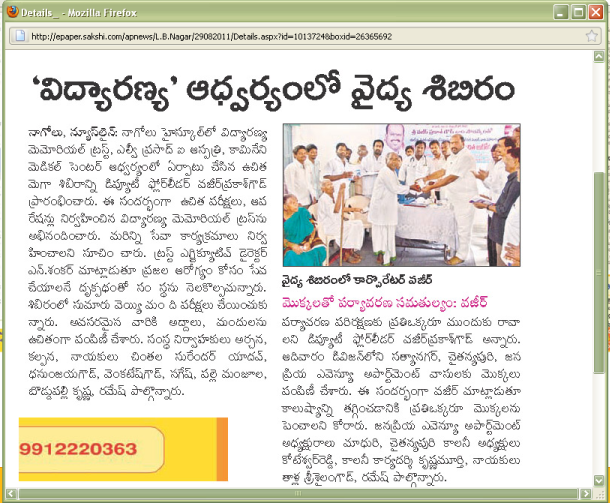 Details_ - Mozilla Firefox
http://epaper.sakshi.com/apnews/L.B.Nagar/29082011/Details.aspx?id=1013724&boxid=26365692
‘విద్యారణ్య’ ఆధ్వర్యంలో వైద్య శిబిరం
నాగోలు, న్యూస్‌లైన్: నాగోలు హైస్కూల్‌లో విద్యారణ్య
మెమోరియల్ ట్రస్ట్, ఎల్వీ ప్రసాద్ ఐ ఆస్పత్రి, కామినేని
మెడికల్ సెంటర్ ఆధ్వర్యంలో ఏర్పాటు చేసిన ఉచిత
మెగా శిబిరాన్ని డిప్యూటీ ఫ్లోర్‌లీడర్ వజీర్‌ప్రకాశ్‌గౌడ్
ప్రారంభించారు. ఈ సందర్భంగా ఉచిత పరీక్షలు, ఆప
రేషన్లు నిర్వహించిన విద్యారణ్య మెమోరియల్ ట్రస్‌ను
అభినందించారు. మరిన్ని సేవా కార్యక్రమాలు నిర్వ
హించాలని సూచిం చారు. ట్రస్ట్ ఎగ్జిక్యూటివ్ డైరెక్టర్
ఎన్.శంకర్ మాట్లాడుతూ ప్రజల ఆరోగ్యం కోసం సేవ
చేయాలనే దృక్పథంతో సం స్థను నెలకొల్పమన్నారు.
శిబిరంలో సుమారు వెయ్యి మం ది పరీక్షలు చేయించుకు
న్నారు. అవసరమైన వారికి అద్దాలు, మందులను
ఉచితంగా పంపిణీ చేశారు. సంస్థ నిర్వాహకులు అర్చన,
కల్పన, నాయకులు చింతల సురేందర్ యాదవ్,
ధనుంజయగౌడ్, వెంకటేష్‌గౌడ్, సగేష్, పల్లె మంజుల,
బొడ్డుపల్లి కృష్ణ, రమేష్ పాల్గొన్నారు.
వైద్య శిబిరంలో కార్పొరేటర్ వజీర్
మొక్కలతో పర్యావరణ సమతుల్యం: వజీర్
పర్యావరణ పరిరక్షణకు ప్రతిఒక్కరూ ముందుకు రావా
లని డిప్యూటీ ఫ్లోర్‌లీడర్ వజీర్‌ప్రకాశ్‌గౌడ్ అన్నారు.
ఆదివారం డివిజన్‌లోని సత్యానగర్, చైతన్యపురి, జన
ప్రియ ఎవెన్యూ అపార్ట్‌మెంట్ వాసులకు మొక్కలు
పంపిణీ చేశారు. ఈ సందర్భంగా వజీర్ మాట్లాడుతూ
కాలుష్యాన్ని తగ్గించడానికి ప్రతిఒక్కరూ మొక్కలను
పెంచాలని కోరారు. జనప్రియ ఎవెన్యూ అపార్ట్‌మెంట్
అధ్యక్షురాలు మాధురి, చైతన్యపురి కాలనీ అధ్యక్షులు
కోటేశ్వర్‌రెడ్డి, కాలనీ కార్యదర్శి కృష్ణమూర్తి, నాయకులు
తాళ్ల శ్రీశైలంగౌడ్, రమేష్ పాల్గొన్నారు.
9912220363